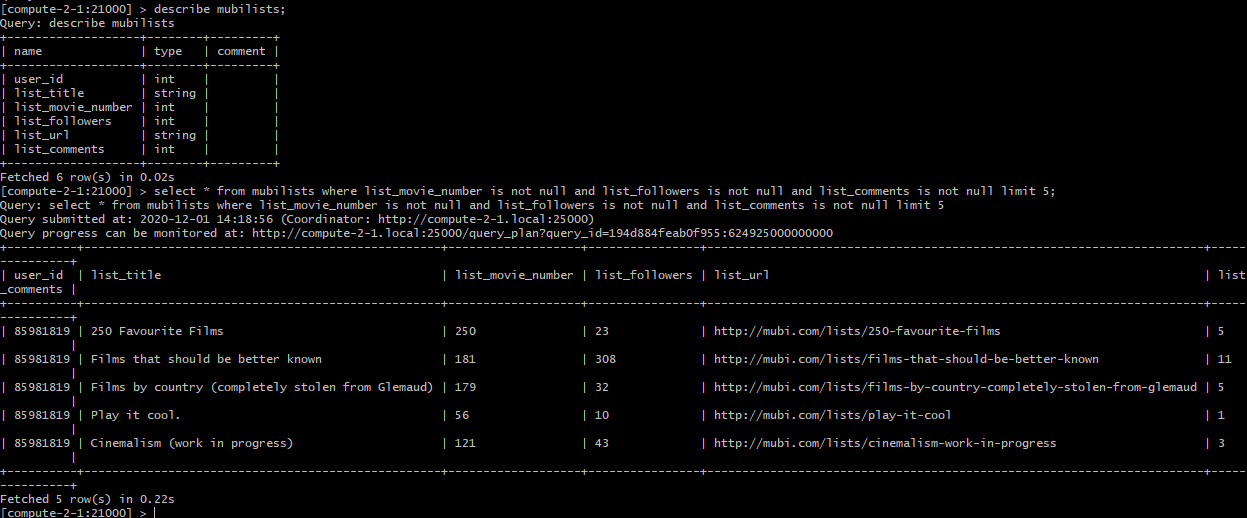 [compute-2-1:21000] > describe mubilists;
Query: describe mubilists
+-------------------+--------+---------+
| name              | type   | comment |
+-------------------+--------+---------+
| user_id           | int    |         |
| list_title        | string |         |
| list_movie_number | int    |         |
| list_followers    | int    |         |
| list_url          | string |         |
| list_comments     | int    |         |
+-------------------+--------+---------+
Fetched 6 row(s) in 0.02s
[compute-2-1:21000] > select * from mubilists where list_movie_number is not null and list_followers is not null and list_comments is not null limit 5;
Query: select * from mubilists where list_movie_number is not null and list_followers is not null and list_comments is not null limit 5
Query submitted at: 2020-12-01 14:18:56 (Coordinator: http://compute-2-1.local:25000)
Query progress can be monitored at: http://compute-2-1.local:25000/query_plan?query_id=194d884feab0f955:624925000000000
+----------+---------------------------------------------------+-------------------+----------------+-----------------------------------------------------------------------+-----
----------+
| user_id  | list_title                                        | list_movie_number | list_followers | list_url                                                              | list
_comments |
+----------+---------------------------------------------------+-------------------+----------------+-----------------------------------------------------------------------+-----
----------+
| 85981819 | 250 Favourite Films                               | 250               | 23             | http://mubi.com/lists/250-favourite-films                             | 5
          |
| 85981819 | Films that should be better known                 | 181               | 308            | http://mubi.com/lists/films-that-should-be-better-known               | 11
          |
| 85981819 | Films by country (completely stolen from Glemaud) | 179               | 32             | http://mubi.com/lists/films-by-country-completely-stolen-from-glemaud | 5
          |
| 85981819 | Play it cool.                                     | 56                | 10             | http://mubi.com/lists/play-it-cool                                    | 1
          |
| 85981819 | Cinemalism (work in progress)                     | 121               | 43             | http://mubi.com/lists/cinemalism-work-in-progress                     | 3
          |
+----------+---------------------------------------------------+-------------------+----------------+-----------------------------------------------------------------------+-----
----------+
Fetched 5 row(s) in 0.22s
[compute-2-1:21000] >